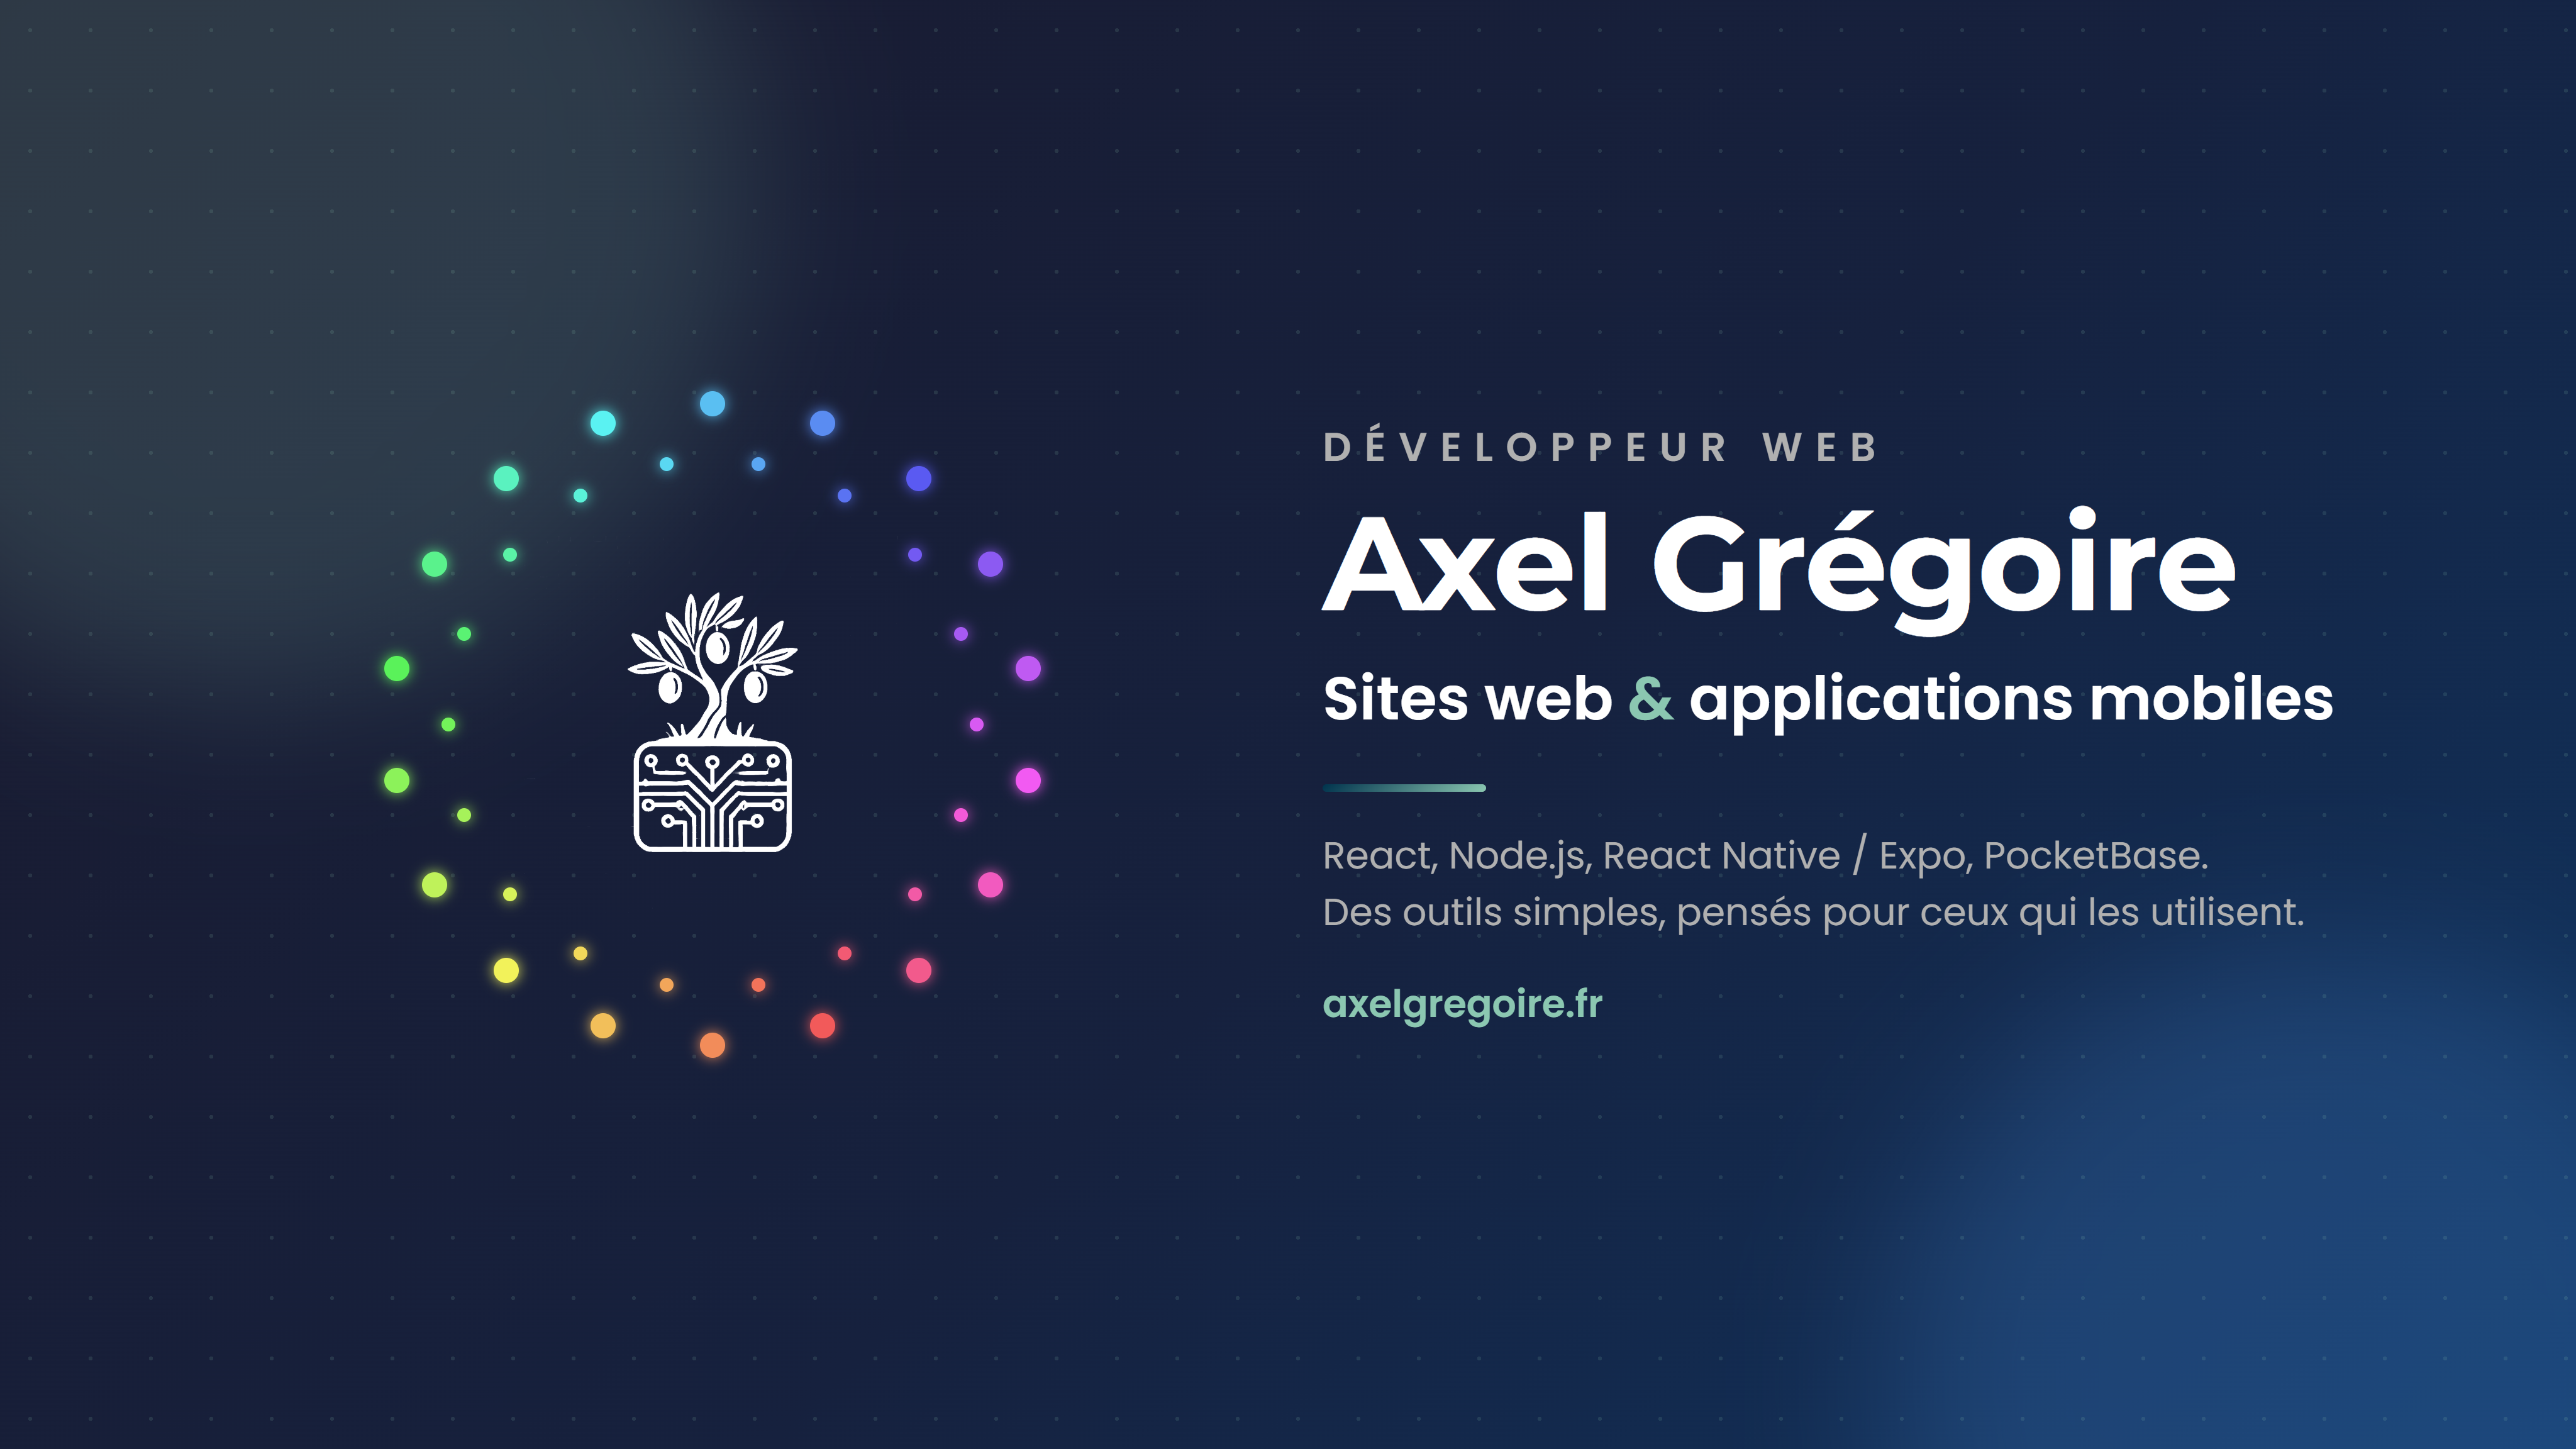 DÉVELOPPEUR WEB
Axel Grégoire
Sites web & applications mobiles
React, Node.js, React Native / Expo, PocketBase.
Des outils simples, pensés pour ceux qui les utilisent.
axelgregoire.fr